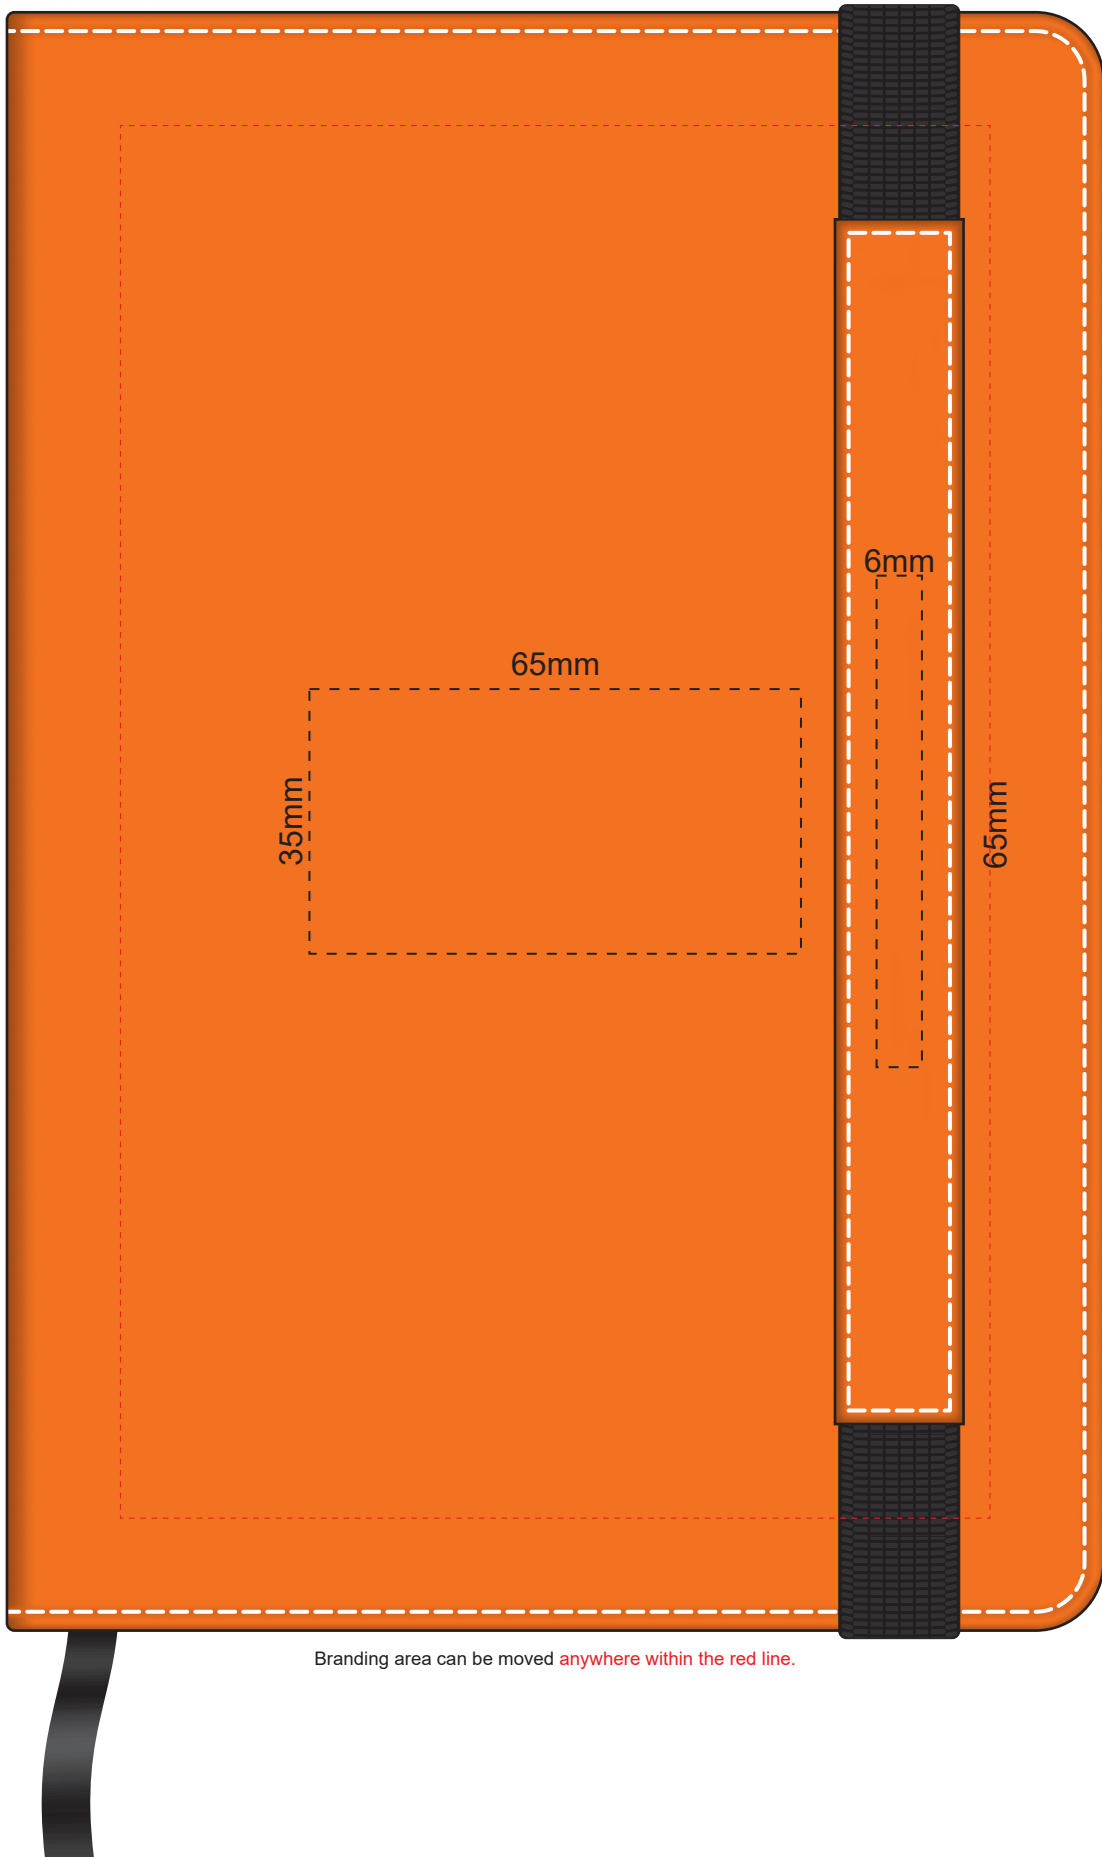 6mm
65mm
35mm
65mm
Branding area can be moved anywhere within the red line.